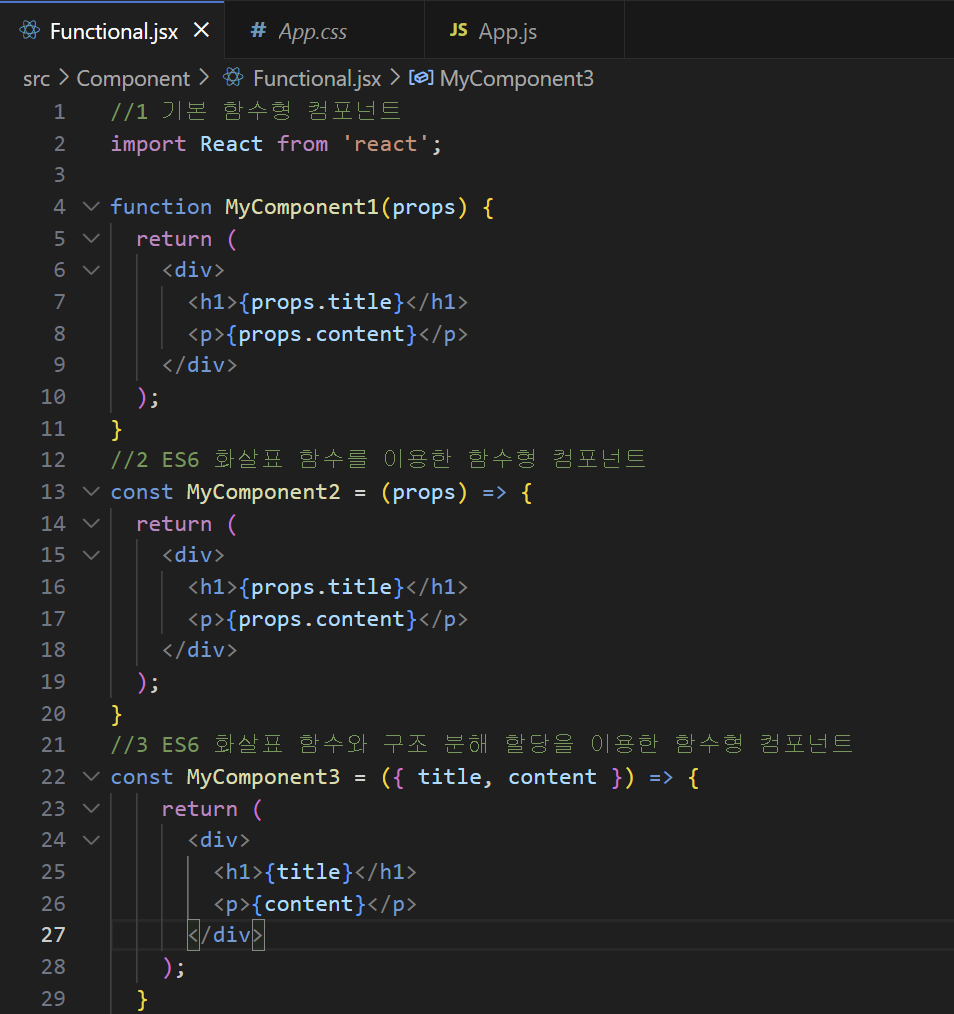 Functional.jsx
# App.css
JS App.js
src > Component > Functional.jsx > MyComponent3
1 //1 기본 함수형 컴포넌트
2 import React from 'react';
3
4 function MyComponent1(props) {
5   return (
6     <div>
7       <h1>{props.title}</h1>
8       <p>{props.content}</p>
9     </div>
10   );
11 }
12 //2 ES6 화살표 함수를 이용한 함수형 컴포넌트
13 const MyComponent2 = (props) => {
14   return (
15     <div>
16       <h1>{props.title}</h1>
17       <p>{props.content}</p>
18     </div>
19   );
20 }
21 //3 ES6 화살표 함수와 구조 분해 할당을 이용한 함수형 컴포넌트
22 const MyComponent3 = ({ title, content }) => {
23     return (
24       <div>
25         <h1>{title}</h1>
26         <p>{content}</p>
27       </div>
28     );
29   }